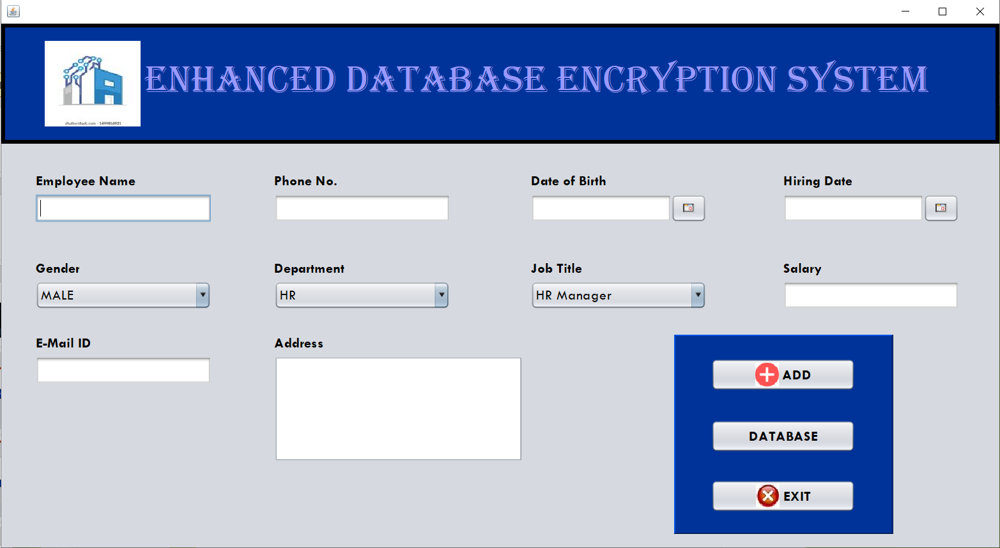 ENHANCED DATABASE ENCRYPTION SYSTEM
Employee Name
Phone No.
Date of Birth
Hiring Date
Gender
Department
Job Title
Salary
MALE
HR
HR Manager
E-Mail ID
Address
ADD
DATABASE
EXIT